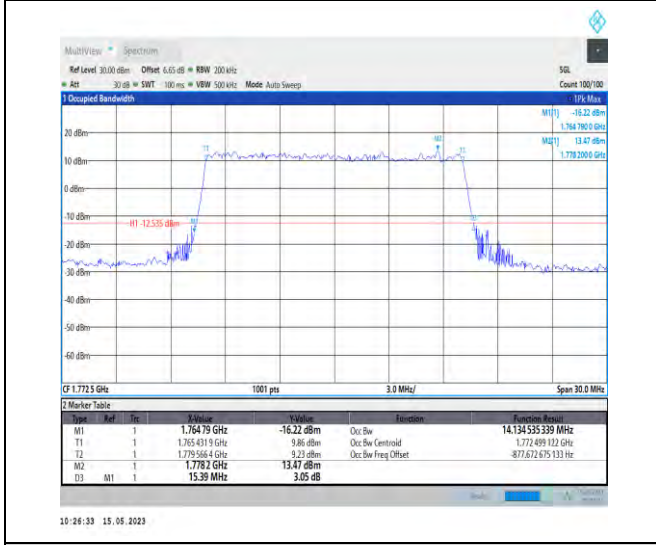 MultiView Spectrum
Ref Level 30.00 dBm Offset 6.65 dB RBW 200 kHz SGL
Att 30 dB SWT 100 ms VBW 500 kHz Mode Auto Sweep Count 100/100
1 Occupied Bandwidth 1Pk Max
M1[1] -16.22 dBm
1.764 790 0 GHz
20 dBm M2[1] 13.47 dBm
1.778 200 0 GHz
M2
T1 T2
10 dBm
0 dBm
-10 dBm
H1 -12.535 dBm M1 D3
-20 dBm
-30 dBm
-40 dBm
-50 dBm
-60 dBm
CF 1.772 5 GHz 1001 pts 3.0 MHz/ Span 30.0 MHz
2 Marker Table
Type Ref Trc X-Value Y-Value Function Function Result
M1 1 1.764 79 GHz -16.22 dBm Occ Bw 14.134 535 339 MHz
T1 1 1.765 431 9 GHz 9.86 dBm Occ Bw Centroid 1.772 499 122 GHz
T2 1 1.779 566 4 GHz 9.23 dBm Occ Bw Freq Offset -877.672 675 133 Hz
M2 1 1.778 2 GHz 13.47 dBm
D3 M1 1 15.39 MHz 3.05 dB
10:26:33 15.05.2023